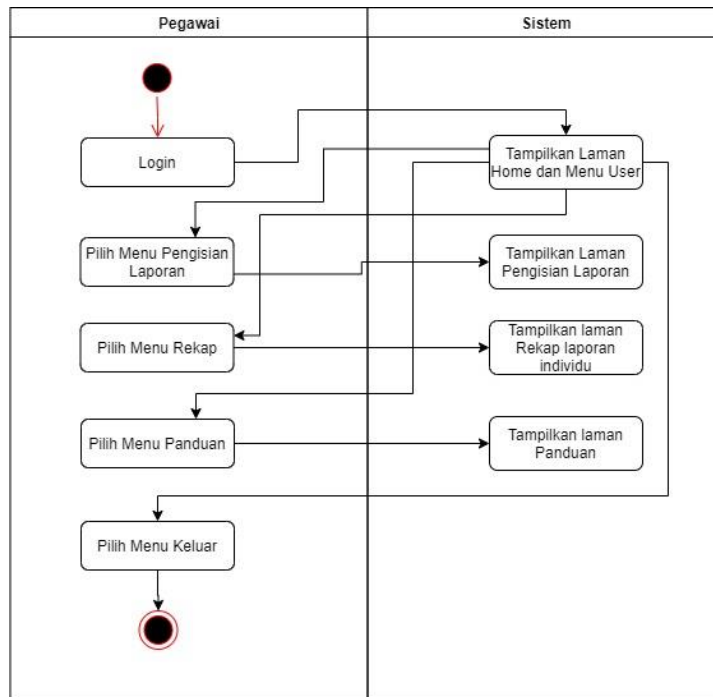 Pegawai
Sistem
Login
Tampilkan Laman
Home dan Menu User
Pilih Menu Pengisian
Laporan
Tampilkan Laman
Pengisian Laporan
Pilih Menu Rekap
Tampilkan laman
Rekap laporan
individu
Pilih Menu Panduan
Tampilkan laman
Panduan
Pilih Menu Keluar